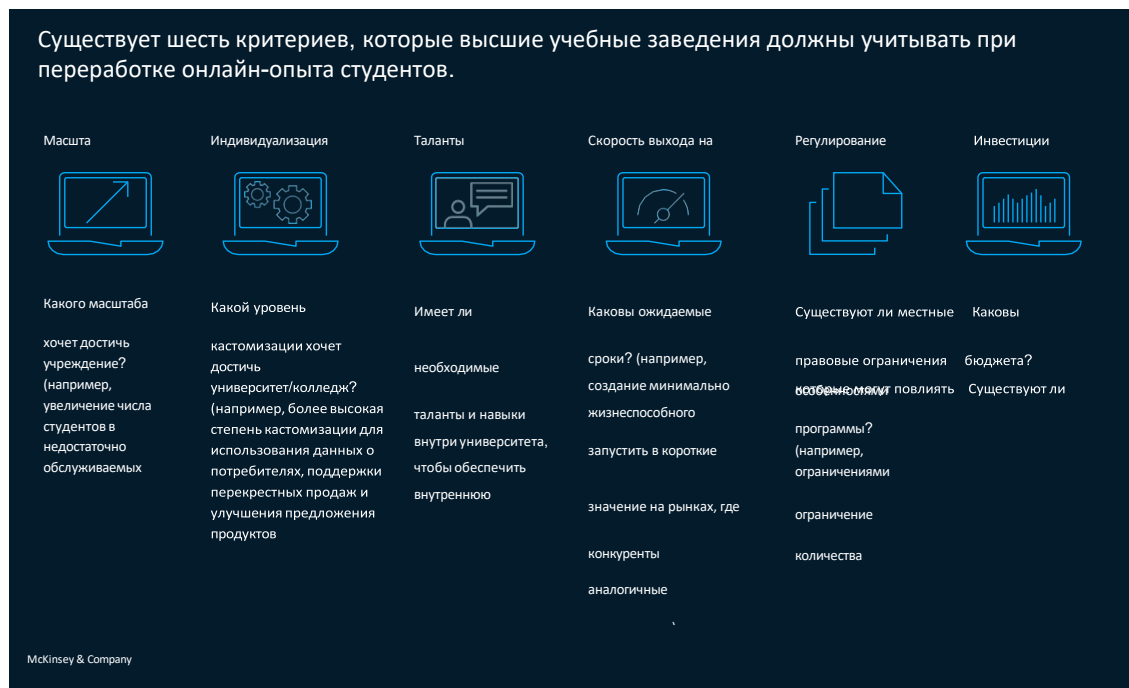 Существует шесть критериев, которые высшие учебные заведения должны учитывать при
переработке онлайн-опыта студентов.
Масшта
Какого масштаба
хочет достичь
учреждение?
(например,
увеличение числа
студентов в
недостаточно
обслуживаемых
Индивидуализация
Какой уровень
кастомизации хочет
достичь
университет/колледж?
(например, более высокая
степень кастомизации для
использования данных о
потребителях, поддержки
перекрестных продаж и
улучшения предложения
продуктов
Таланты
Имеет ли
необходимые
таланты и навыки
внутри университета,
чтобы обеспечить
внутреннюю
Скорость выхода на
Каковы ожидаемые
сроки? (например,
создание минимально
жизнеспособного
запустить в короткие
значение на рынках, где
конкуренты
аналогичные
Регулирование
Существуют ли местные
правовые ограничения
которые могут повлиять
особенностями
программы?
(например,
ограничениями
ограничение
количества
Инвестиции
Каковы
бюджета?
Существуют ли
McKinsey & Company